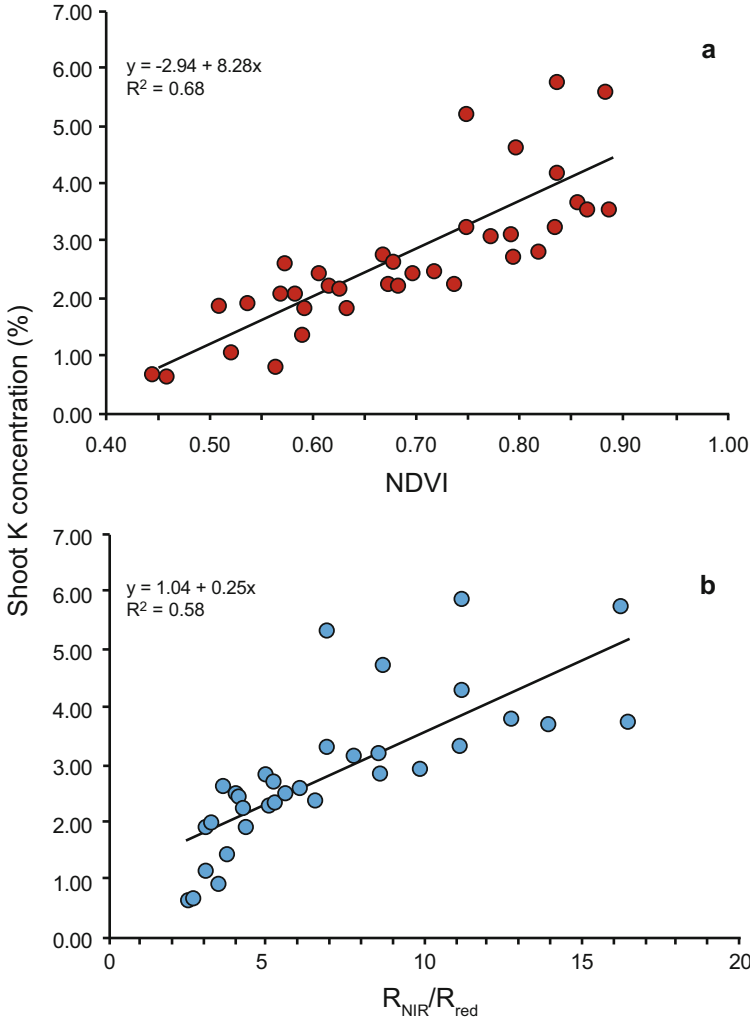 7.00
a
y = -2.94 + 8.28x
R² = 0.68
6.00
5.00
4.00
3.00
2.00
1.00
0.00
0.40 0.50 0.60 0.70 0.80 0.90 1.00
NDVI
Shoot K concentration (%)
7.00
b
y = 1.04 + 0.25x
R² = 0.58
6.00
5.00
4.00
3.00
2.00
1.00
0.00
0 5 10 15 20
R_NIR/R_red